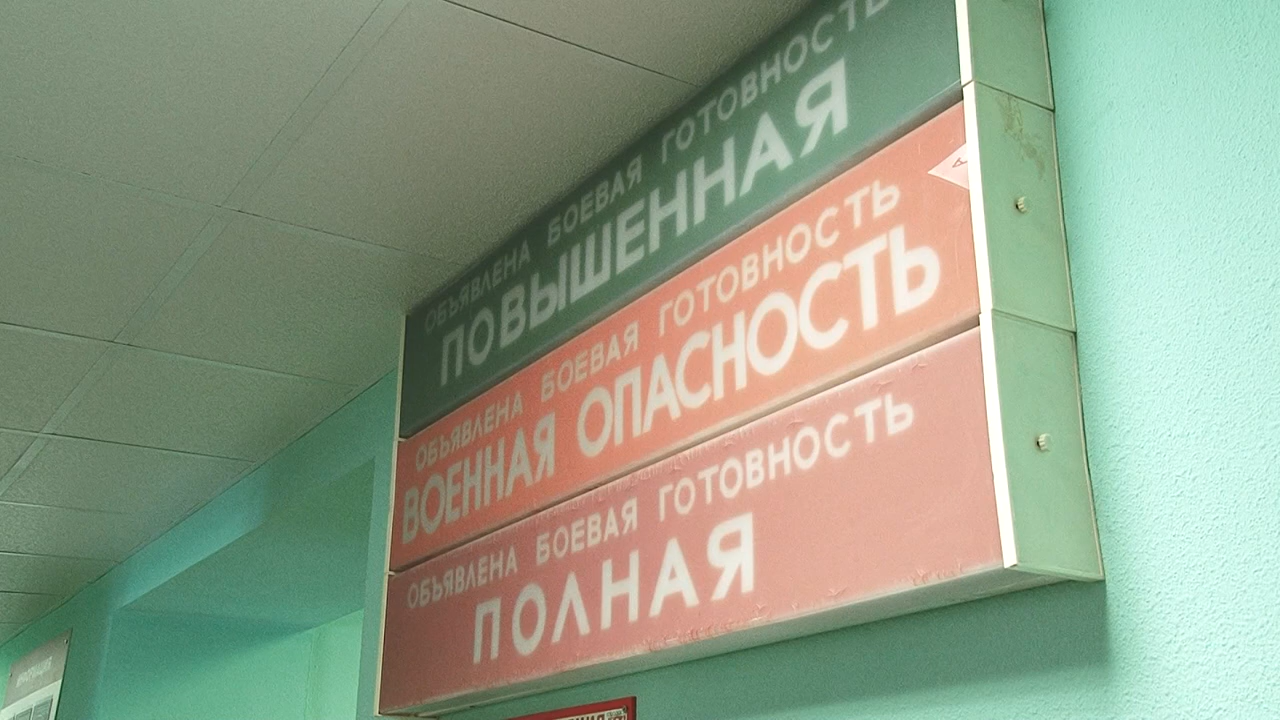 ОБЪЯВЛЕНА БОЕВАЯ ГОТОВНОСТЬ
ПОВЫШЕННАЯ
ОБЪЯВЛЕНА БОЕВАЯ ГОТОВНОСТЬ
ВОЕННАЯ ОПАСНОСТЬ
А
ОБЪЯВЛЕНА БОЕВАЯ ГОТОВНОСТЬ
ПОЛНАЯ